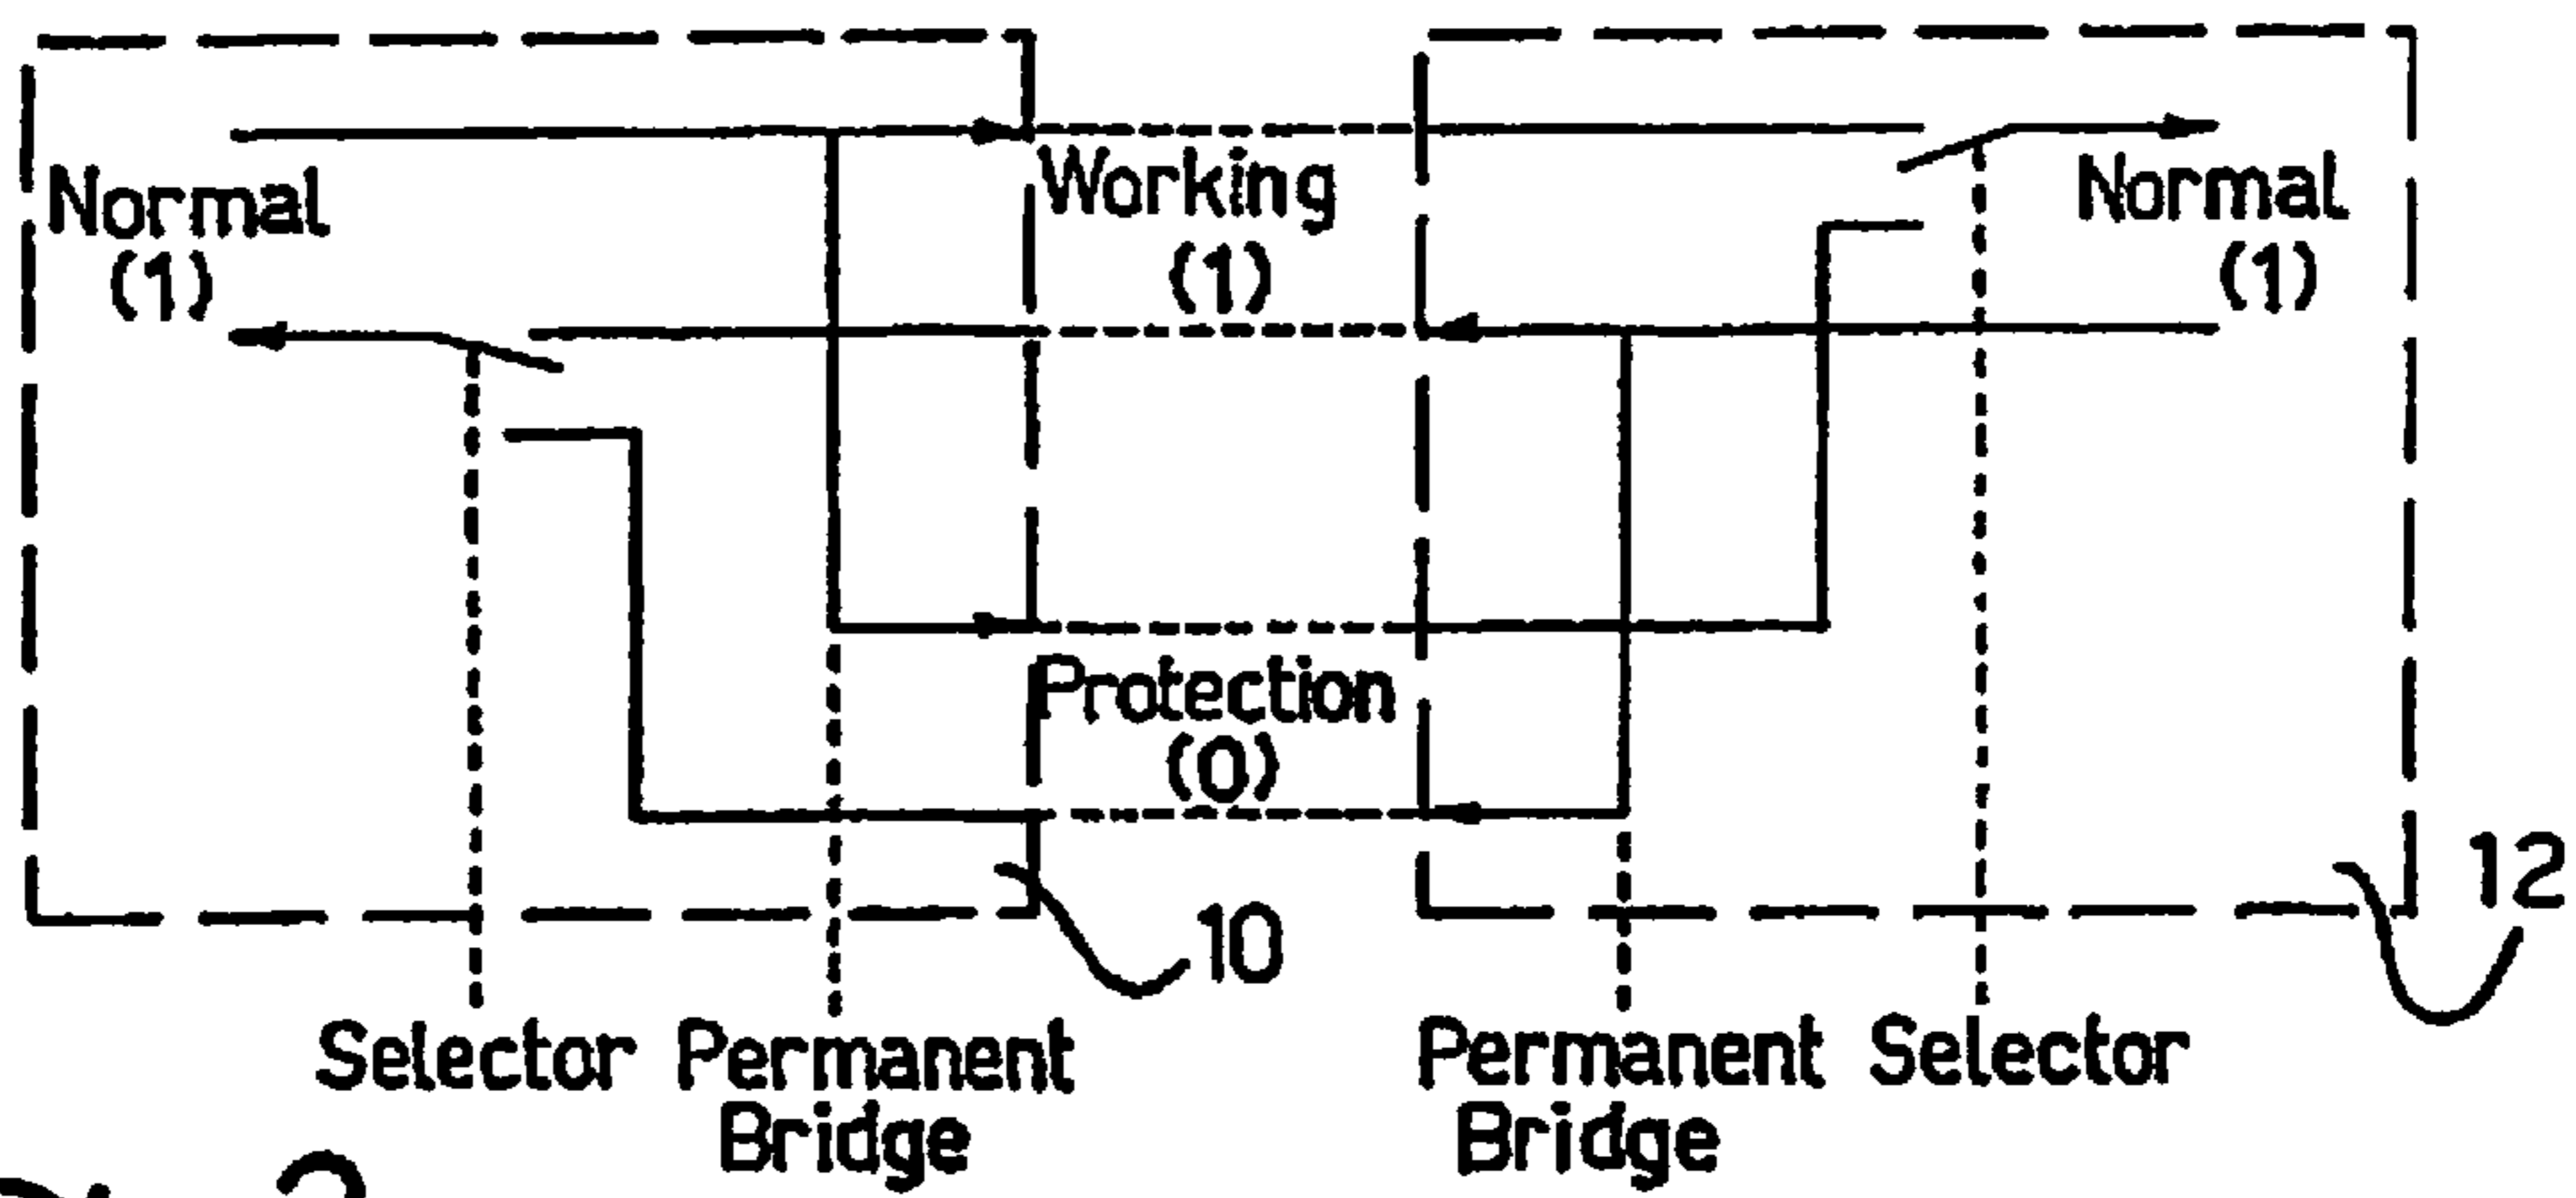 Normal
(1)
Working
(1)
Normal
(1)
Protection
(0)
10
12
Selector Permanent
Bridge
Permanent Selector
Bridge